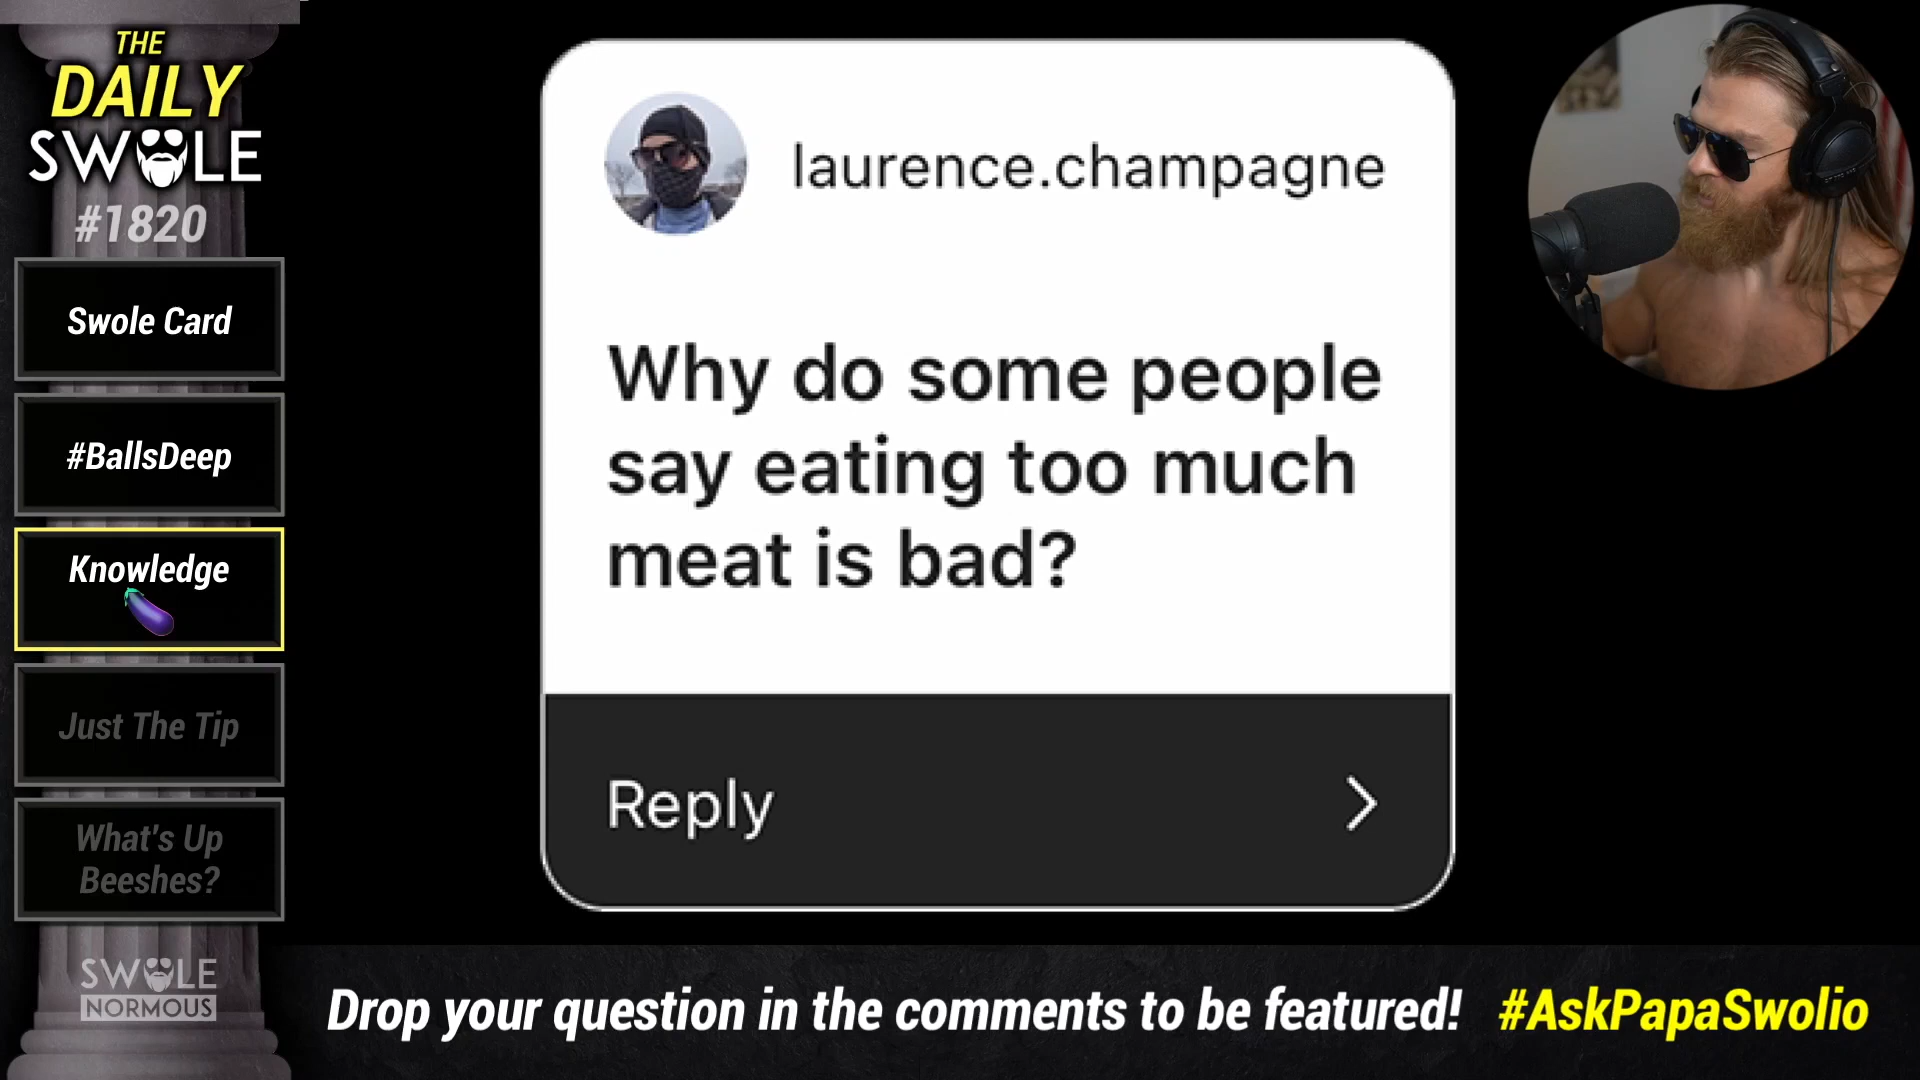 THE
DAILY
SWOLE
#1820
Swole Card
#BallsDeep
Knowledge
Just The Tip
What's Up
Beeshes?
SWOLE
NORMOUS
laurence.champagne
Why do some people
say eating too much
meat is bad?
Reply
Drop your question in the comments to be featured! #AskPapaSwolio